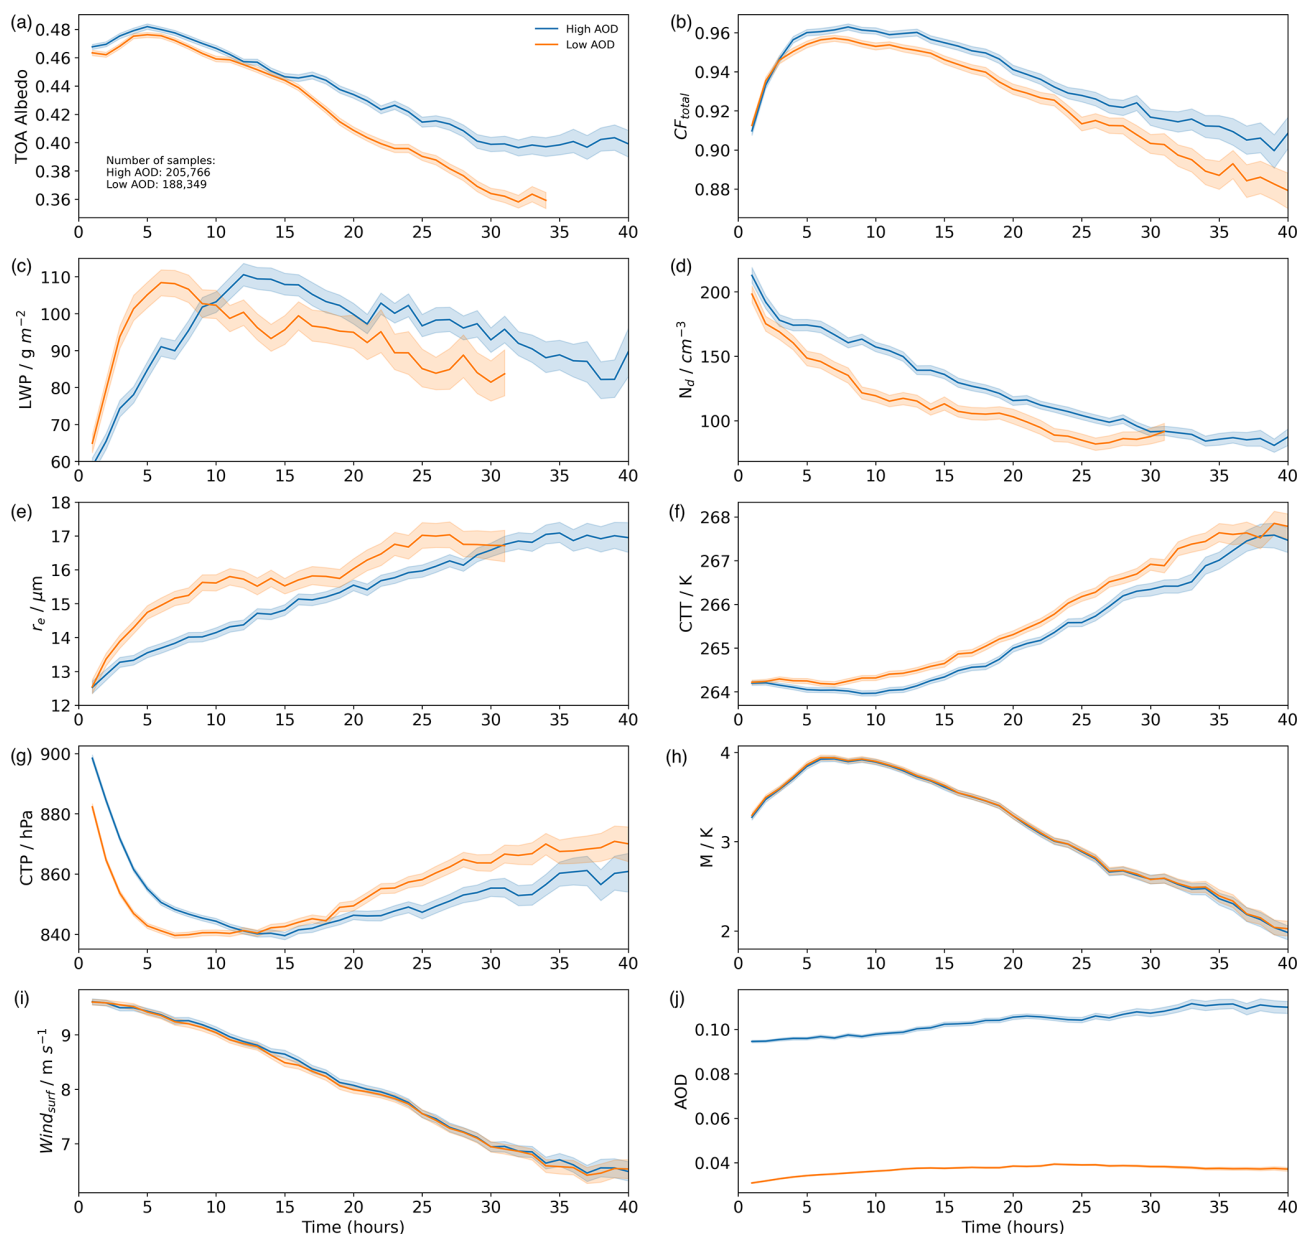 (a)
TOA Albedo
0.48
0.46
0.44
0.42
0.40
0.38
0.36
High AOD
Low AOD
Number of samples:
High AOD: 205,766
Low AOD: 188,349
0 5 10 15 20 25 30 35 40
(b)
CF_total
0.96
0.94
0.92
0.90
0.88
0 5 10 15 20 25 30 35 40
(c)
LWP / g m⁻²
110
100
90
80
70
60
0 5 10 15 20 25 30 35 40
(d)
N_d / cm⁻³
200
150
100
0 5 10 15 20 25 30 35 40
(e)
r_e / μm
18
17
16
15
14
13
12
0 5 10 15 20 25 30 35 40
(f)
CTT / K
268
267
266
265
264
0 5 10 15 20 25 30 35 40
(g)
CTP / hPa
900
880
860
840
0 5 10 15 20 25 30 35 40
(h)
M / K
4
3
2
0 5 10 15 20 25 30 35 40
(i)
Wind_surf / m s⁻¹
9
8
7
0 5 10 15 20 25 30 35 40
Time (hours)
(j)
AOD
0.10
0.08
0.06
0.04
0 5 10 15 20 25 30 35 40
Time (hours)